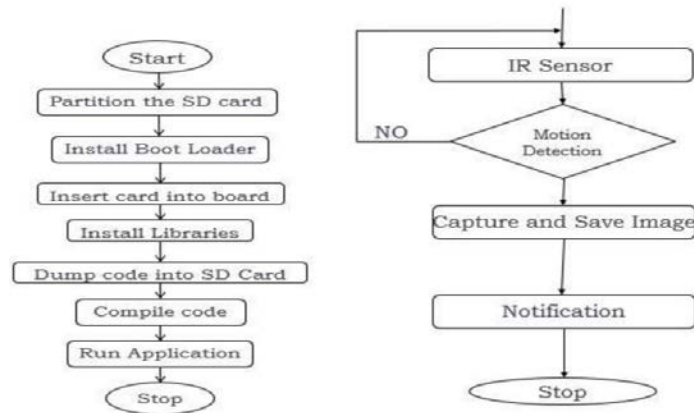 Start
Partition the SD card
Install Boot Loader
Insert card into board
Install Libraries
Dump code into SD Card
Compile code
Run Application
Stop
IR Sensor
NO
Motion
Detection
Capture and Save Image
Notification
Stop